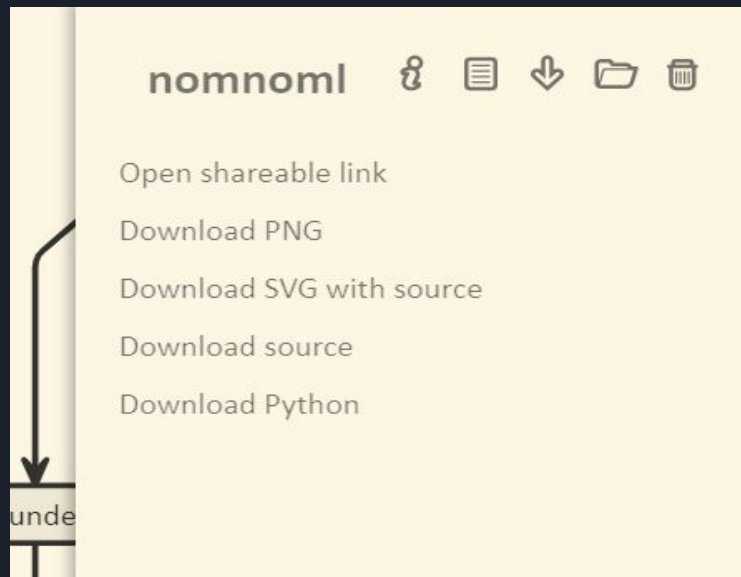 nomnoml
Open shareable link
Download PNG
Download SVG with source
Download source
Download Python
unde